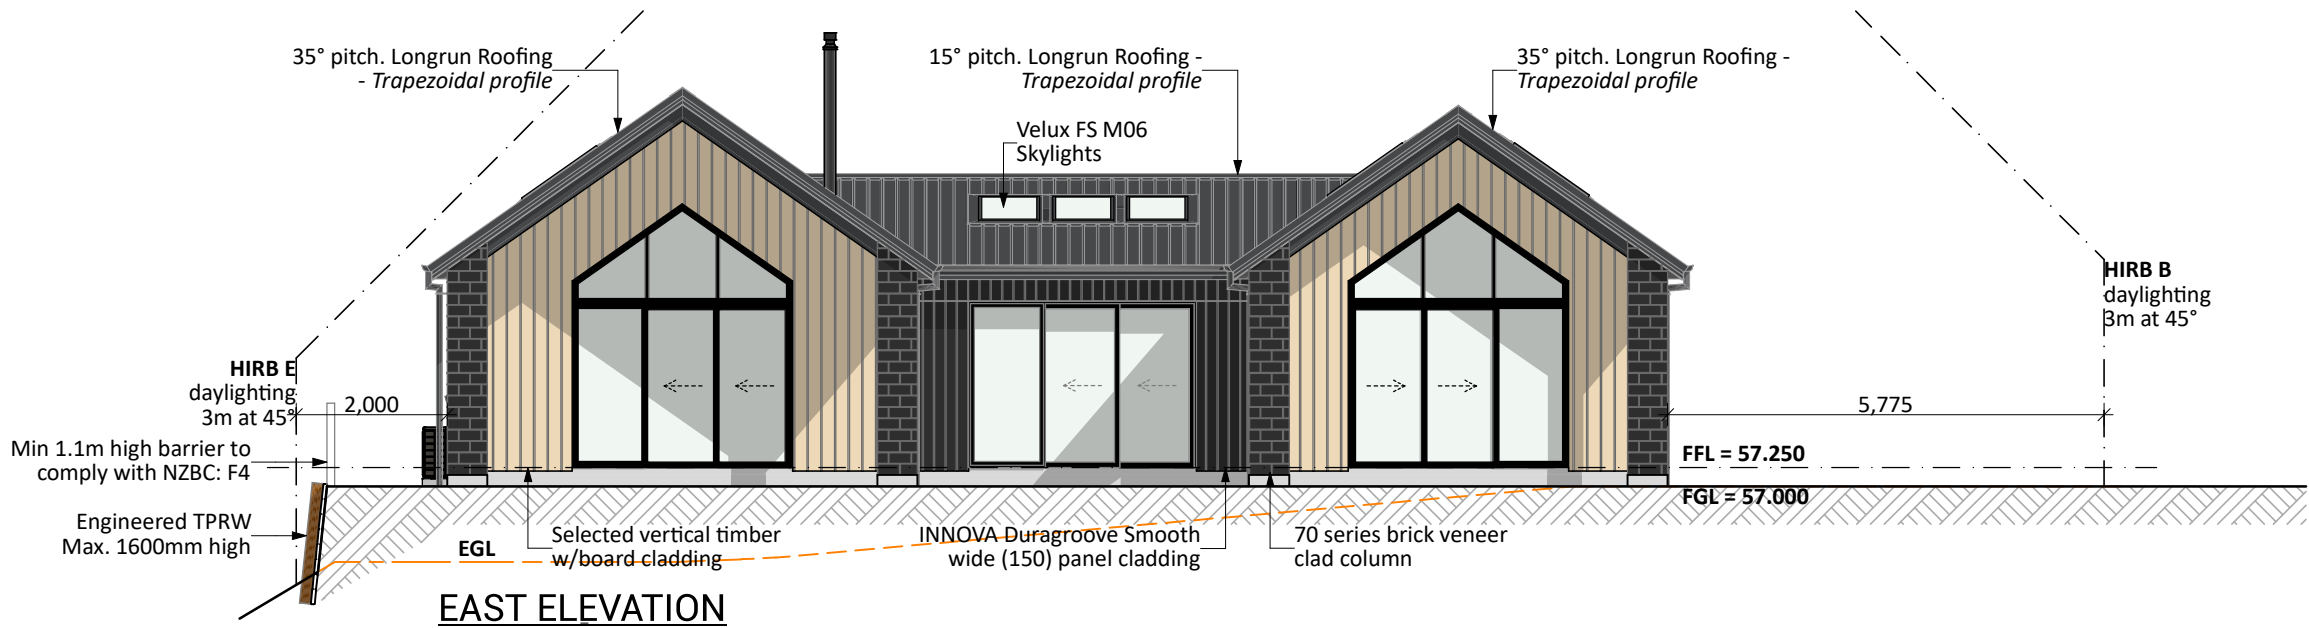 35° pitch. Longrun Roofing
- Trapezoidal profile
15° pitch. Longrun Roofing -
Trapezoidal profile
35° pitch. Longrun Roofing -
Trapezoidal profile
Velux FS M06
Skylights
HIRB B
daylighting
3m at 45°
HIRB E
daylighting
3m at 45°
2,000
5,775
Min 1.1m high barrier to
comply with NZBC: F4
FFL = 57.250
FGL = 57.000
Engineered TPRW
Max. 1600mm high
EGL
Selected vertical timber
w/board cladding
INNOVA Duragroove Smooth
wide (150) panel cladding
70 series brick veneer
clad column
EAST ELEVATION